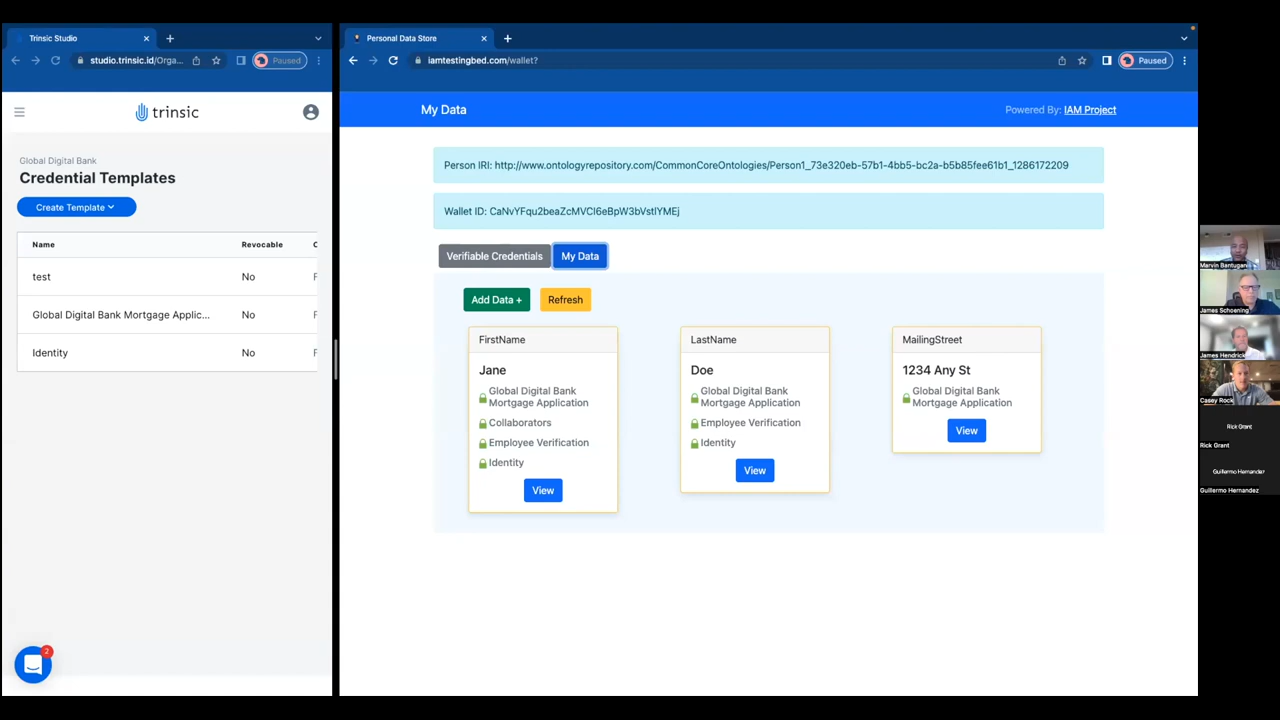 Trinsic Studio
studio.trinsic.id/Orga...
Paused
trinsic
Global Digital Bank
Credential Templates
Create Template
Name
Revocable
C
test
No
F
Global Digital Bank Mortgage Applic...
No
F
Identity
No
F
2
Personal Data Store
iamtestingbed.com/wallet?
Paused
My Data
Powered By: IAM Project
Person IRI: http://www.ontologyrepository.com/CommonCoreOntologies/Person1_73e320eb-57b1-4bb5-bc2a-b5b85fee61b1_1286172209
Wallet ID: CaNvYFqu2beaZcMVCI6eBpW3bVstlYMEj
Verifiable Credentials
My Data
Add Data +
Refresh
FirstName
Jane
Global Digital Bank
Mortgage Application
Collaborators
Employee Verification
Identity
View
LastName
Doe
Global Digital Bank
Mortgage Application
Employee Verification
Identity
View
MailingStreet
1234 Any St
Global Digital Bank
Mortgage Application
View
Marvin Bantugan
James Schoening
James Hendrick
Casey Rock
Rick Grant
Rick Grant
Guillermo Hernandez
Guillermo Hernandez